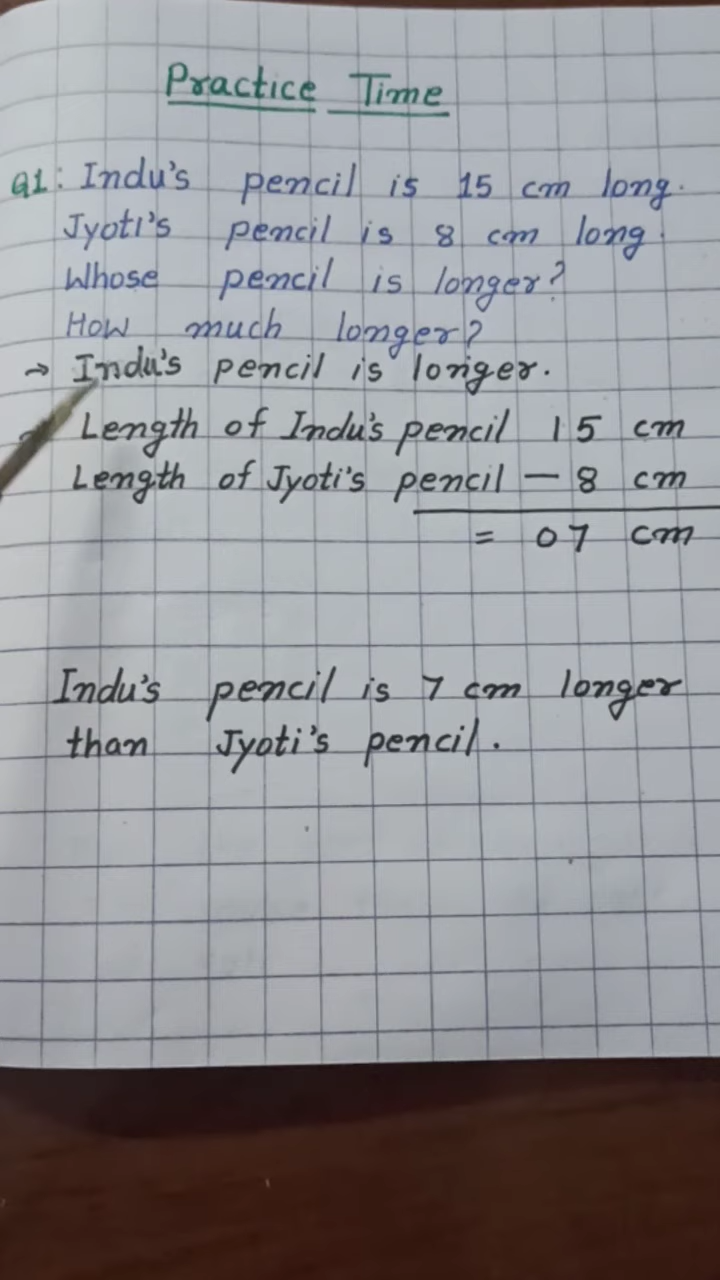 Practice Time
Q1: Indu's pencil is 15 cm long.
Jyoti's pencil is 8 cm long.
Whose pencil is longer?
How much longer?
→ Indu's pencil is longer.
Length of Indu's pencil 15 cm
Length of Jyoti's pencil — 8 cm
= 07 cm
Indu's pencil is 7 cm longer
than Jyoti's pencil.